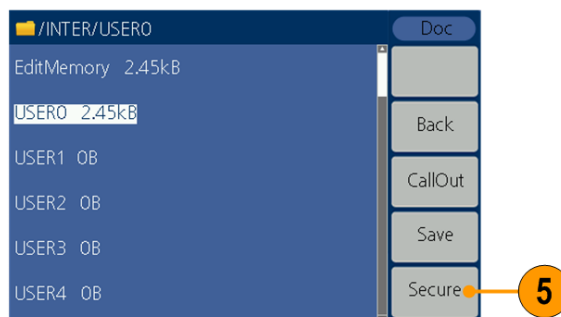 /INTER/USER0
Doc
EditMemory 2.45kB
USER0 2.45kB
Back
USER1 0B
CallOut
USER2 0B
Save
USER3 0B
Secure
5
USER4 0B